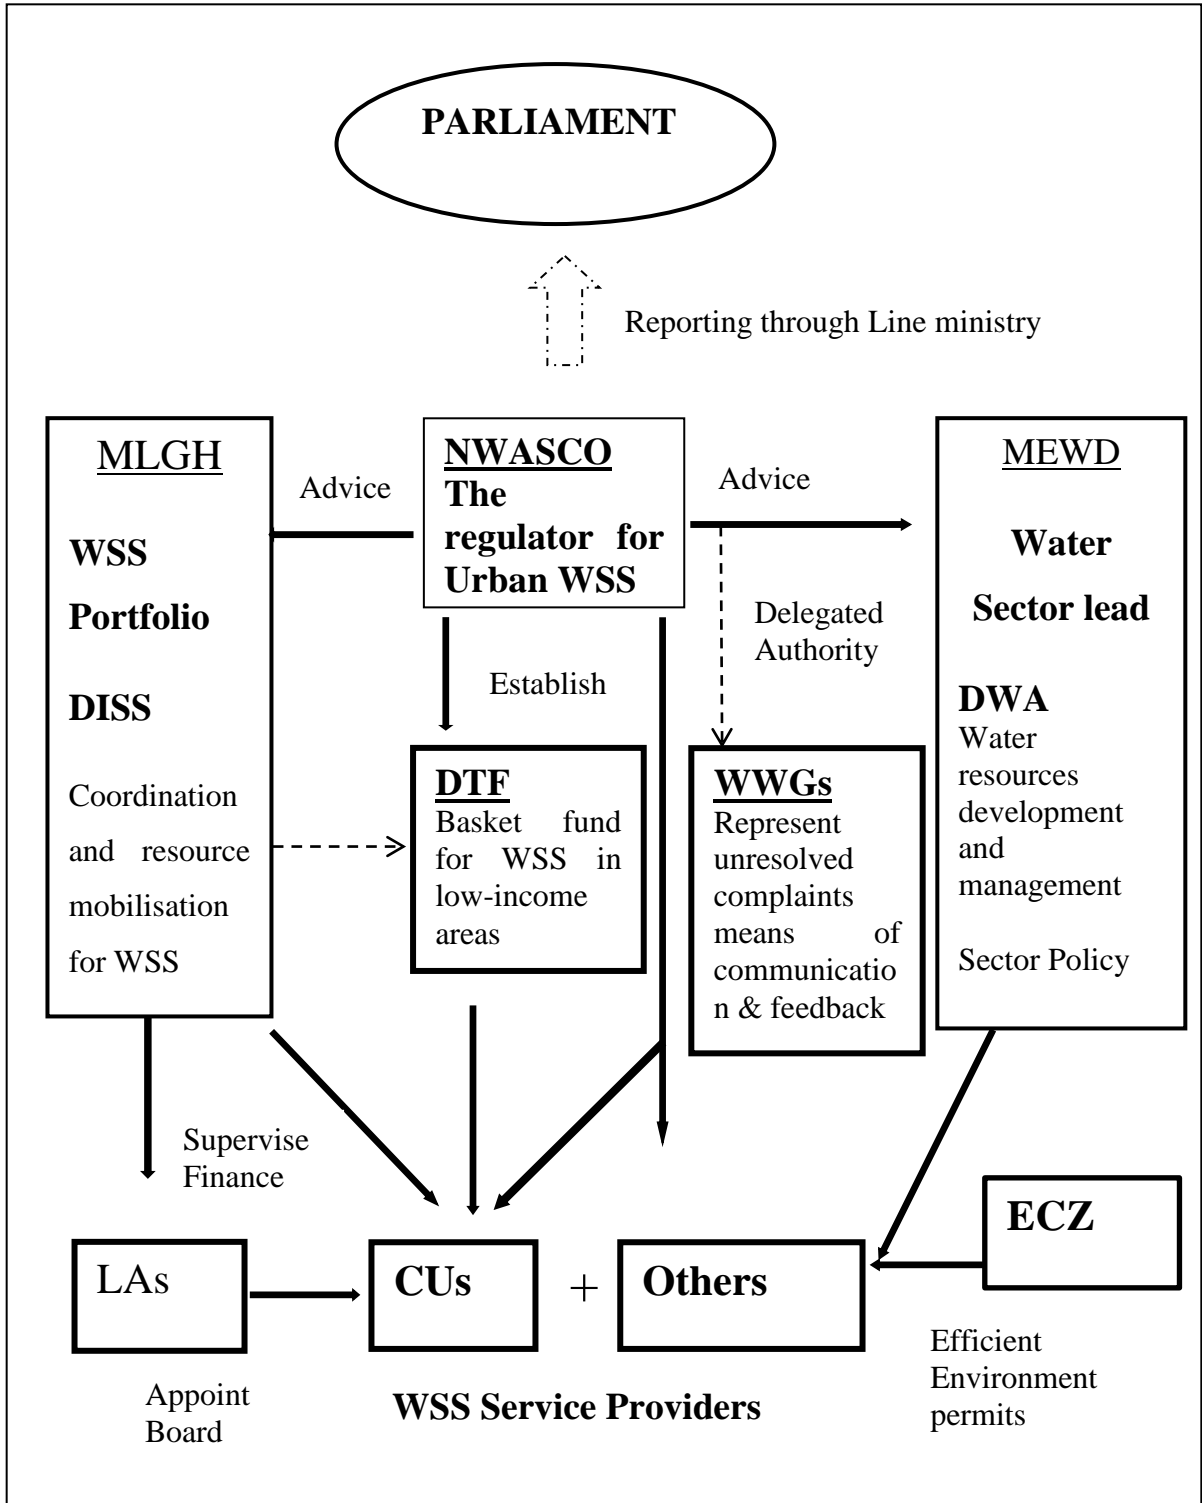 PARLIAMENT
Reporting through Line ministry
MLGH
WSS
Portfolio
DISS
Coordination
and resource
mobilisation
for WSS
Advice
NWASCO
The
regulator for
Urban WSS
Advice
MEWD
Water
Sector lead
DWA
Water
resources
development
and
management
Sector Policy
Delegated
Authority
Establish
DTF
Basket fund
for WSS in
low-income
areas
WWGs
Represent
unresolved
complaints
means of
communicatio
n & feedback
Supervise
Finance
ECZ
LAs
CUs
+
Others
Appoint
Board
WSS Service Providers
Efficient
Environment
permits